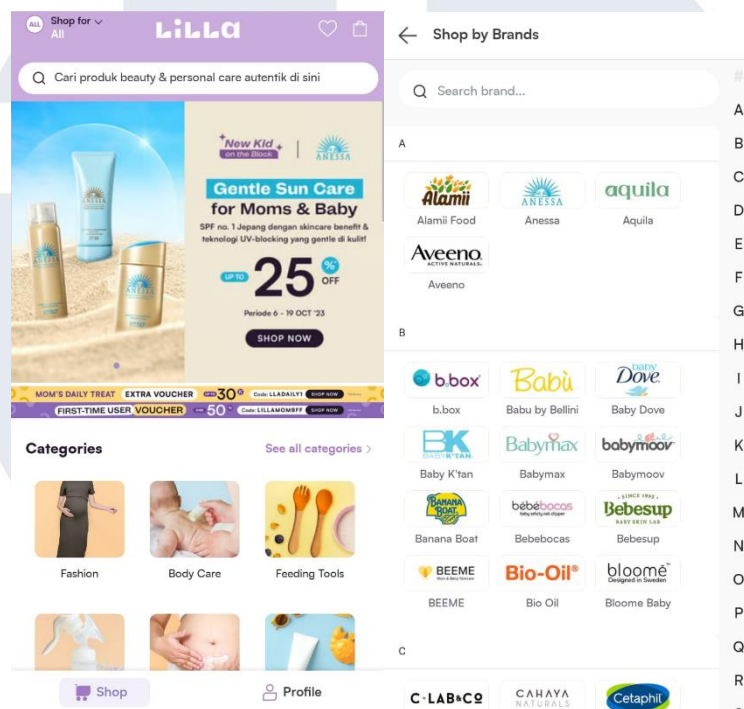 ALL
Shop for
All
LiLLa
Cari produk beauty & personal care autentik di sini
New Kid
on the Block
ANESSA
Gentle Sun Care
for Moms & Baby
SPF no. 1 Jepang dengan skincare benefit &
teknologi UV-blocking yang gentle di kulit!
UP TO 25% OFF
Periode 6 - 19 OCT '23
SHOP NOW
MOM'S DAILY TREAT EXTRA VOUCHER 30% Code: LLADAILY1 SHOP NOW
FIRST-TIME USER VOUCHER 50% Code: LILLAMOMBFF SHOP NOW
Categories
See all categories
Fashion
Body Care
Feeding Tools
Shop
Profile
Shop by Brands
Search brand...
A
Alamii
ANESSA
aquila
Alamii Food
Anessa
Aquila
Aveeno
ACTIVE NATURALS.
Aveeno
B
b.box
Babù
baby
Dove
b.box
Babu by Bellini
Baby Dove
BK
BABY K'TAN.
Babymax
babymoov
Baby K'tan
Babymax
Babymoov
BANANA
BOAT
bébébocas
• SINCE 1995 •
Bebesup
BABY SKIN LAB
Banana Boat
Bebebocas
Bebesup
BEEME
Bio-Oil®
bloomē
Designed in Sweden
BEEME
Bio Oil
Bloome Baby
C
C•LAB&CO
CAHAYA
NATURALS
Cetaphil
#
A
B
C
D
E
F
G
H
I
J
K
L
M
N
O
P
Q
R